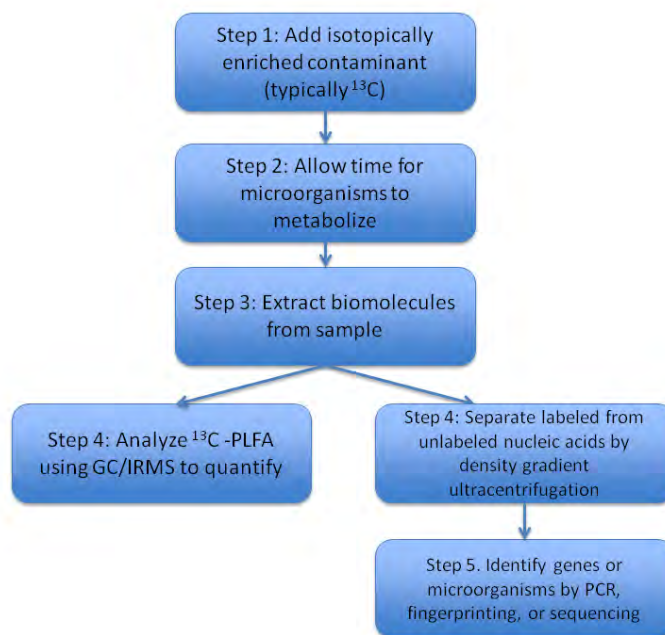 Step 1: Add isotopically
enriched contaminant
(typically ¹³C)
Step 2: Allow time for
microorganisms to
metabolize
Step 3: Extract biomolecules
from sample
Step 4: Analyze ¹³C -PLFA
using GC/IRMS to quantify
Step 4: Separate labeled from
unlabeled nucleic acids by
density gradient
ultracentrifugation
Step 5. Identify genes or
microorganisms by PCR,
fingerprinting, or sequencing